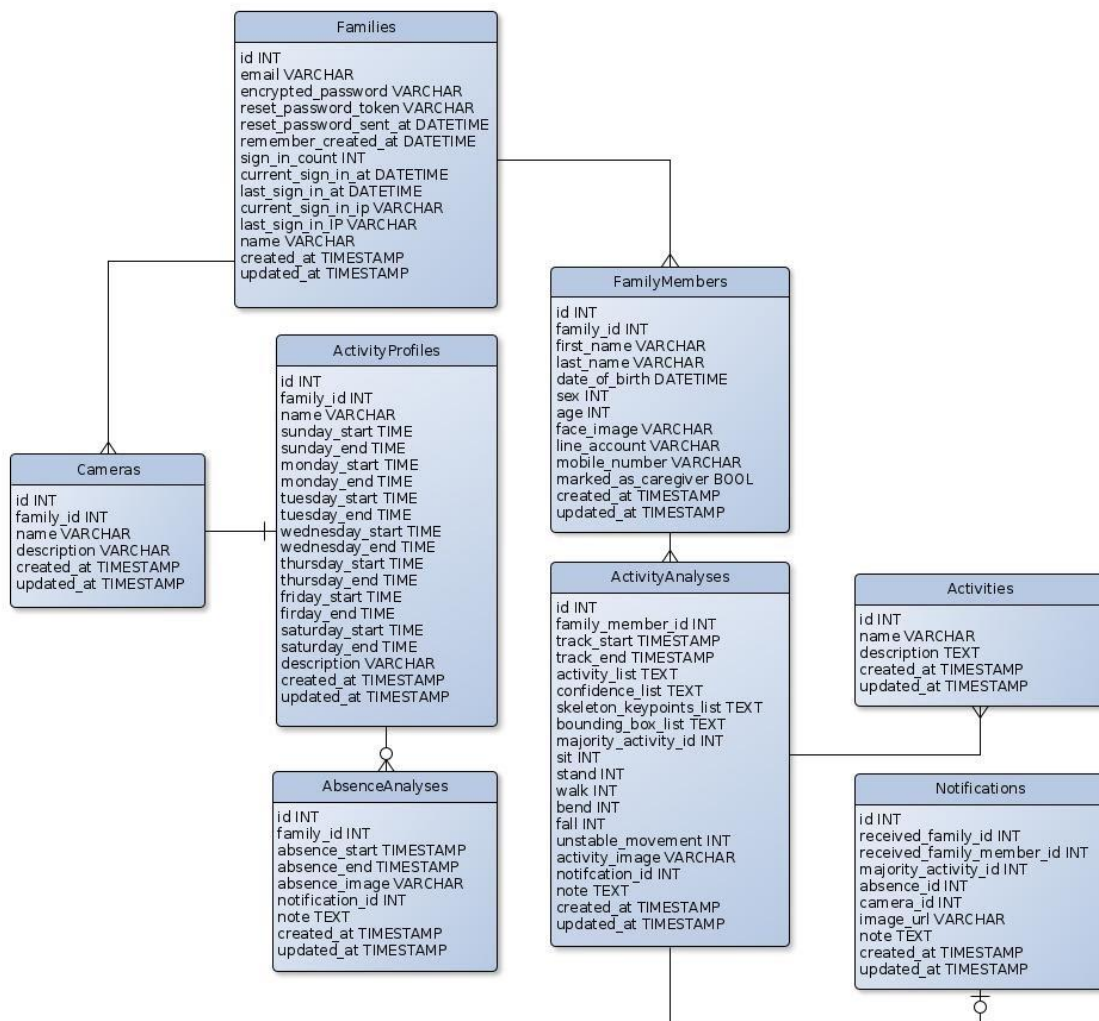 Families
id INT
email VARCHAR
encrypted_password VARCHAR
reset_password_token VARCHAR
reset_password_sent_at DATETIME
remember_created_at DATETIME
sign_in_count INT
current_sign_in_at DATETIME
last_sign_in_at DATETIME
current_sign_in_ip VARCHAR
last_sign_in_IP VARCHAR
name VARCHAR
created_at TIMESTAMP
updated_at TIMESTAMP
FamilyMembers
id INT
family_id INT
first_name VARCHAR
last_name VARCHAR
date_of_birth DATETIME
sex INT
age INT
face_image VARCHAR
line_account VARCHAR
mobile_number VARCHAR
marked_as_caregiver BOOL
created_at TIMESTAMP
updated_at TIMESTAMP
ActivityProfiles
id INT
family_id INT
name VARCHAR
sunday_start TIME
sunday_end TIME
monday_start TIME
monday_end TIME
tuesday_start TIME
tuesday_end TIME
wednesday_start TIME
wednesday_end TIME
thursday_start TIME
thursday_end TIME
friday_start TIME
firday_end TIME
saturday_start TIME
saturday_end TIME
description VARCHAR
created_at TIMESTAMP
updated_at TIMESTAMP
Cameras
id INT
family_id INT
name VARCHAR
description VARCHAR
created_at TIMESTAMP
updated_at TIMESTAMP
ActivityAnalyses
id INT
family_member_id INT
track_start TIMESTAMP
track_end TIMESTAMP
activity_list TEXT
confidence_list TEXT
skeleton_keypoints_list TEXT
bounding_box_list TEXT
majority_activity_id INT
sit INT
stand INT
walk INT
bend INT
fall INT
unstable_movement INT
activity_image VARCHAR
notifcation_id INT
note TEXT
created_at TIMESTAMP
updated_at TIMESTAMP
Activities
id INT
name VARCHAR
description TEXT
created_at TIMESTAMP
updated_at TIMESTAMP
AbsenceAnalyses
id INT
family_id INT
absence_start TIMESTAMP
absence_end TIMESTAMP
absence_image VARCHAR
notification_id INT
note TEXT
created_at TIMESTAMP
updated_at TIMESTAMP
Notifications
id INT
received_family_id INT
received_family_member_id INT
majority_activity_id INT
absence_id INT
camera_id INT
image_url VARCHAR
note TEXT
created_at TIMESTAMP
updated_at TIMESTAMP